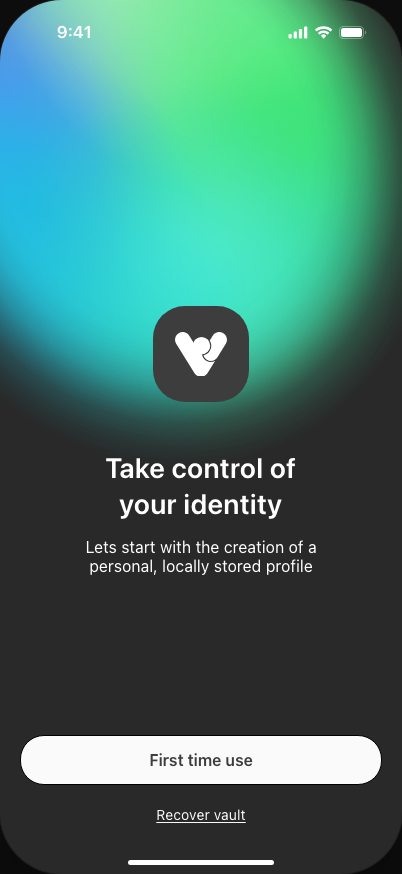 9:41
Take control of
your identity
Lets start with the creation of a
personal, locally stored profile
First time use
Recover vault